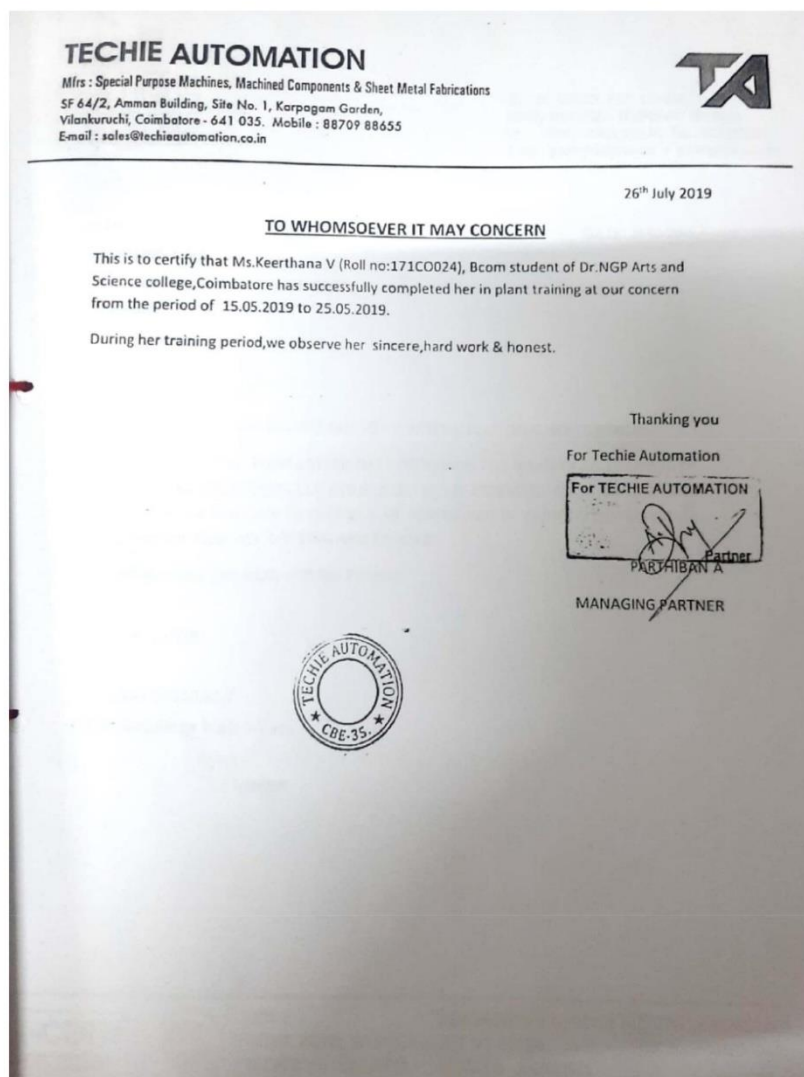 TECHIE AUTOMATION
TA
Mfrs : Special Purpose Machines, Machined Components & Sheet Metal Fabrications
SF 64/2, Amman Building, Site No. 1, Karpagam Garden,
Vilankuruchi, Coimbatore - 641 035. Mobile : 88709 88655
E-mail : sales@techieautomation.co.in
26th July 2019
TO WHOMSOEVER IT MAY CONCERN
This is to certify that Ms.Keerthana V (Roll no:171CO024), Bcom student of Dr.NGP Arts and
Science college,Coimbatore has successfully completed her in plant training at our concern
from the period of 15.05.2019 to 25.05.2019.
During her training period,we observe her sincere,hard work & honest.
Thanking you
For Techie Automation
For TECHIE AUTOMATION
Partner
PARTHIBAN A
MANAGING PARTNER
TECHIE AUTOMATION
★ CBE-35. ★